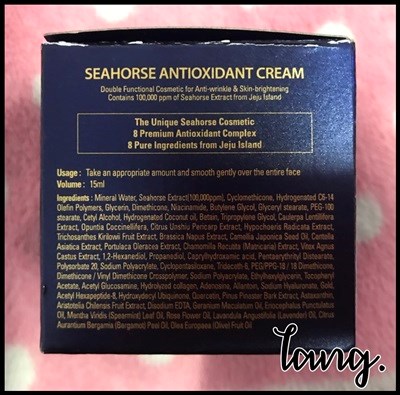 SEAHORSE ANTIOXIDANT CREAM
Double Functional Cosmetic for Anti-wrinkle & Skin-brightening
Contains 100,000 ppm of Seahorse Extract from Jeju Island
The Unique Seahorse Cosmetic
8 Premium Antioxidant Complex
8 Pure Ingredients from Jeju Island
Usage : Take an appropriate amount and smooth gently over the entire face
Volume : 15ml
Ingredients : Mineral Water, Seahorse Extract(100,000ppm), Cyclomethicone, Hydrogenated C6-14
Olefin Polymers, Glycerin, Dimethicone, Niacinamide, Butylene Glycol, Glyceryl stearate, PEG-100
stearate, Cetyl Alcohol, Hydrogenated Coconut oil, Betain, Tripropylene Glycol, Caulerpa Lentillifera
Extract, Opuntia Coccinellifera, Citrus Unshiu Pericarp Extract, Hypochoeris Radicata Extract,
Trichosanthes Kirilowii Fruit Extract, Brassica Napus Extract, Camellia Japonica Seed Oil, Centella
Asiatica Extract, Portulaca Oleracea Extract, Chamomilla Recutita (Matricaria) Extract, Vitex Agnus
Castus Extract, 1,2-Hexanediol, Propanediol, Caprylhydroxamic acid, Pentaerythrityl Disterarate,
Polysorbate 20, Sodium Polyacrylate, Cyclopentasiloxane, Trideceth-6, PEG/PPG-18 / 18 Dimethicone,
Dimethicone / Vinyl Dimethicone Crosspolymer, Sodium Polyacrylate, Ethylhexylglycerin, Tocopheryl
Acetate, Acetyl Glucosamine, Hydrolyzed collagen, Adenosine, Allantoin, Sodium Hyaluronate, Gold,
Acetyl Hexapeptide-8, Hydroxydecyl Ubiquinone, Quercetin, Pinus Pinaster Bark Extract, Astaxanthin,
Aristotelia Chilensis Fruit Extract, Disodium EDTA, Geranium Maculatum Oil, Eriocephalus Punctulatus
Oil, Mentha Viridis (Spearmint) Leaf Oil, Rose Flower Oil, Lavandula Angustifolia (Lavender) Oil, Citrus
Aurantium Bergamia (Bergamot) Peel Oil, Olea Europaea (Olive) Fruit Oil